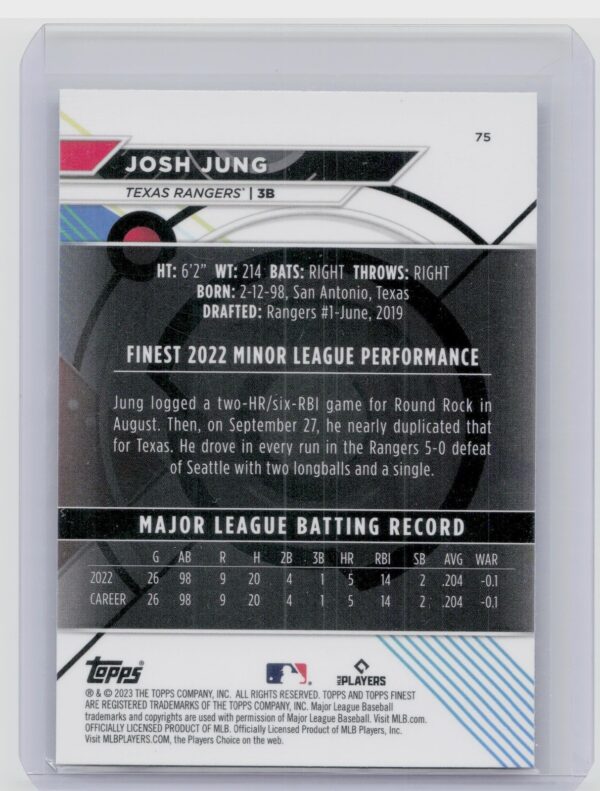 75
JOSH JUNG
TEXAS RANGERS® | 3B
HT: 6'2" WT: 214 BATS: RIGHT THROWS: RIGHT
BORN: 2-12-98, San Antonio, Texas
DRAFTED: Rangers #1-June, 2019
FINEST 2022 MINOR LEAGUE PERFORMANCE
Jung logged a two-HR/six-RBI game for Round Rock in
August. Then, on September 27, he nearly duplicated that
for Texas. He drove in every run in the Rangers 5-0 defeat
of Seattle with two longballs and a single.
MAJOR LEAGUE BATTING RECORD
G AB R H 2B 3B HR RBI SB AVG WAR
2022 26 98 9 20 4 1 5 14 2 .204 -0.1
CAREER 26 98 9 20 4 1 5 14 2 .204 -0.1
topps
MLB PLAYERS
® & © 2023 THE TOPPS COMPANY, INC. ALL RIGHTS RESERVED. TOPPS AND TOPPS FINEST
ARE REGISTERED TRADEMARKS OF THE TOPPS COMPANY, INC. Major League Baseball
trademarks and copyrights are used with permission of Major League Baseball. Visit MLB.com.
OFFICIALLY LICENSED PRODUCT OF MLB. Officially Licensed Product of MLB Players, Inc.
Visit MLBPLAYERS.COM, the Players Choice on the web.